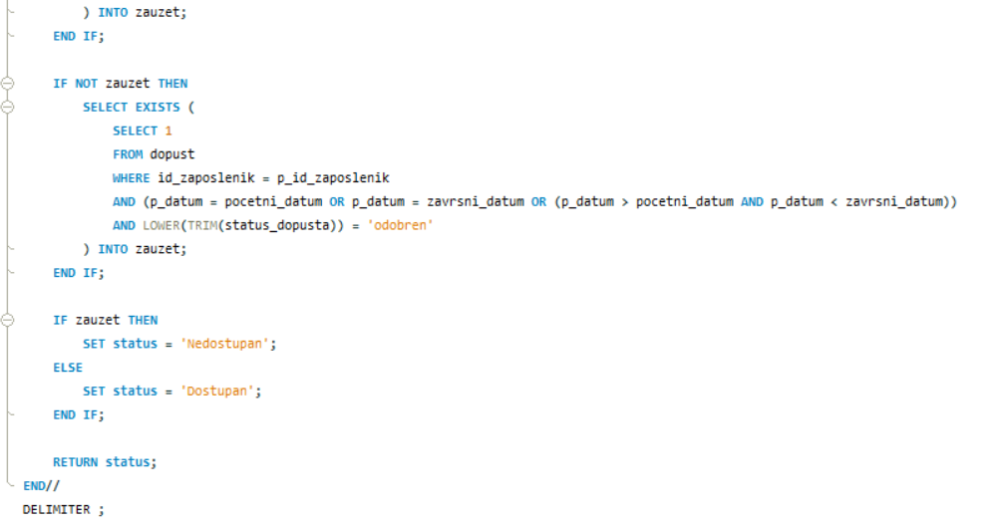 ) INTO zauzet;
END IF;
IF NOT zauzet THEN
SELECT EXISTS (
SELECT 1
FROM dopust
WHERE id_zaposlenik = p_id_zaposlenik
AND (p_datum = pocetni_datum OR p_datum = zavrsni_datum OR (p_datum > pocetni_datum AND p_datum < zavrsni_datum))
AND LOWER(TRIM(status_dopusta)) = 'odobren'
) INTO zauzet;
END IF;
IF zauzet THEN
SET status = 'Nedostupan';
ELSE
SET status = 'Dostupan';
END IF;
RETURN status;
END//
DELIMITER ;